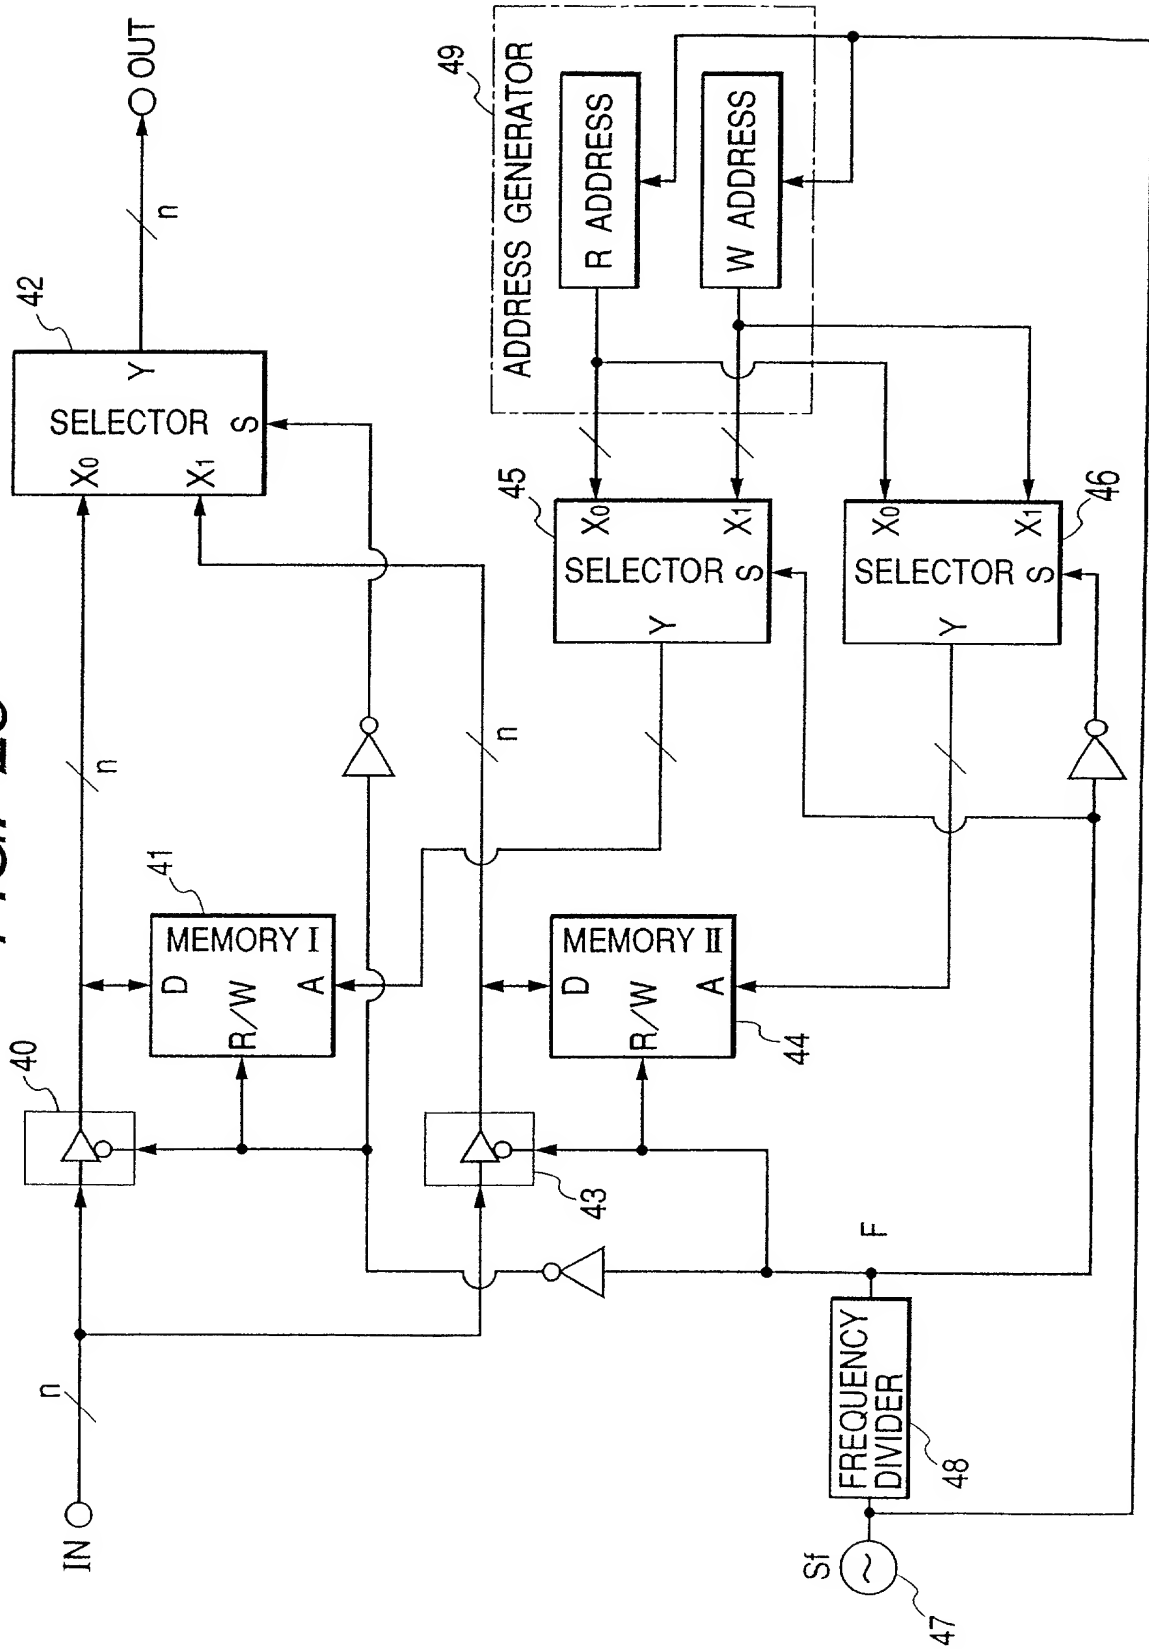 IN
n
40
n
42
SELECTOR
X0
X1
Y
S
n
OUT
41
MEMORY I
D
R/W
A
43
n
MEMORY II
D
R/W
A
44
49
ADDRESS GENERATOR
R ADDRESS
W ADDRESS
45
SELECTOR
X0
X1
Y
S
46
SELECTOR
X0
X1
Y
S
F
Sf
47
FREQUENCY
DIVIDER
48